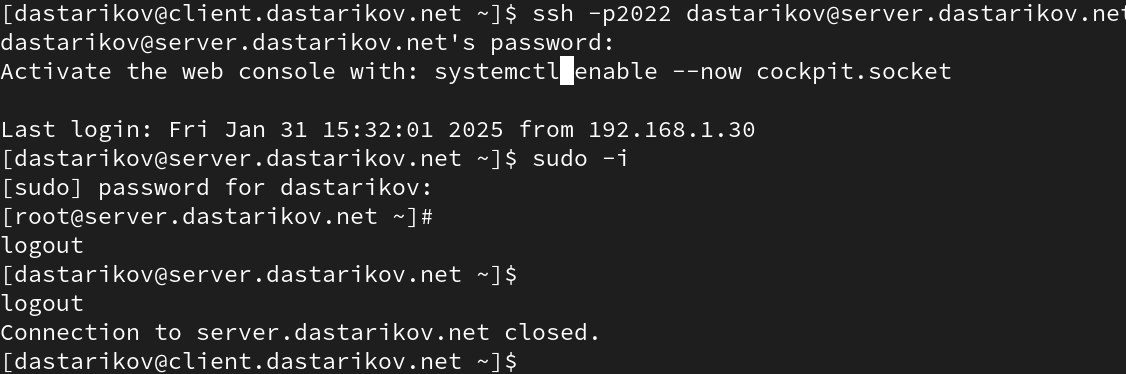 [dastarikov@client.dastarikov.net ~]$ ssh -p2022 dastarikov@server.dastarikov.net
dastarikov@server.dastarikov.net's password:
Activate the web console with: systemctl enable --now cockpit.socket
Last login: Fri Jan 31 15:32:01 2025 from 192.168.1.30
[dastarikov@server.dastarikov.net ~]$ sudo -i
[sudo] password for dastarikov:
[root@server.dastarikov.net ~]#
logout
[dastarikov@server.dastarikov.net ~]$
logout
Connection to server.dastarikov.net closed.
[dastarikov@client.dastarikov.net ~]$